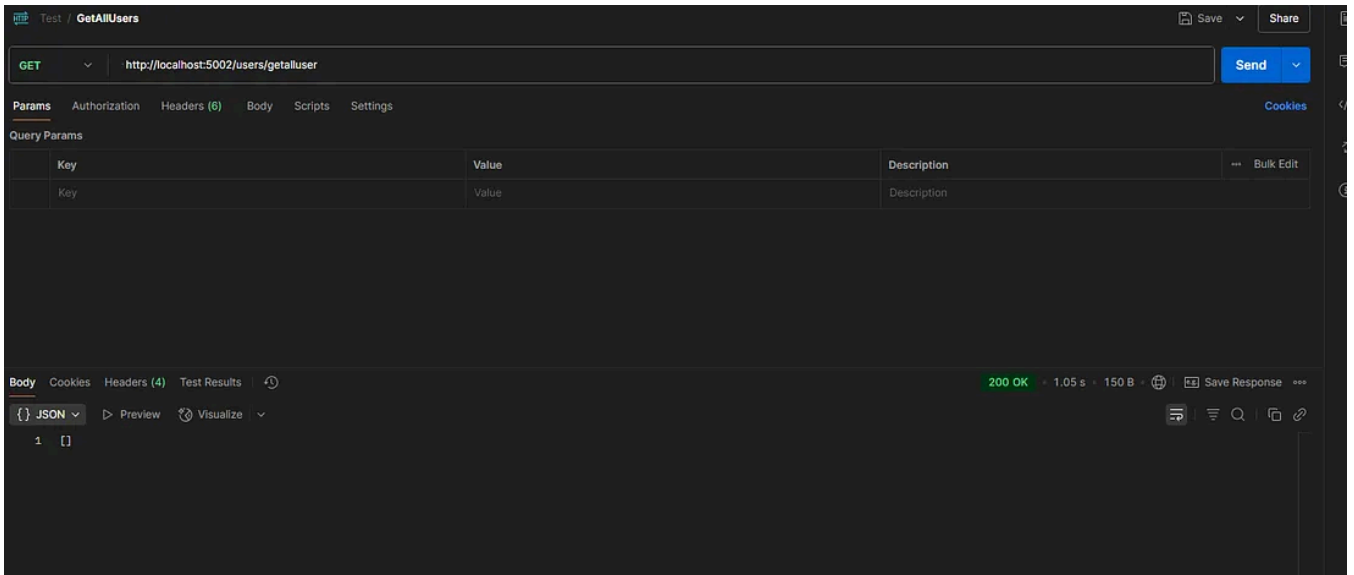 HTTP Test / GetAllUsers Save Share
GET http://localhost:5002/users/getalluser Send
Params Authorization Headers (6) Body Scripts Settings Cookies
Query Params
Key Value Description Bulk Edit
Key Value Description
Body Cookies Headers (4) Test Results 200 OK 1.05 s 150 B e.g. Save Response
{} JSON Preview Visualize
1 []